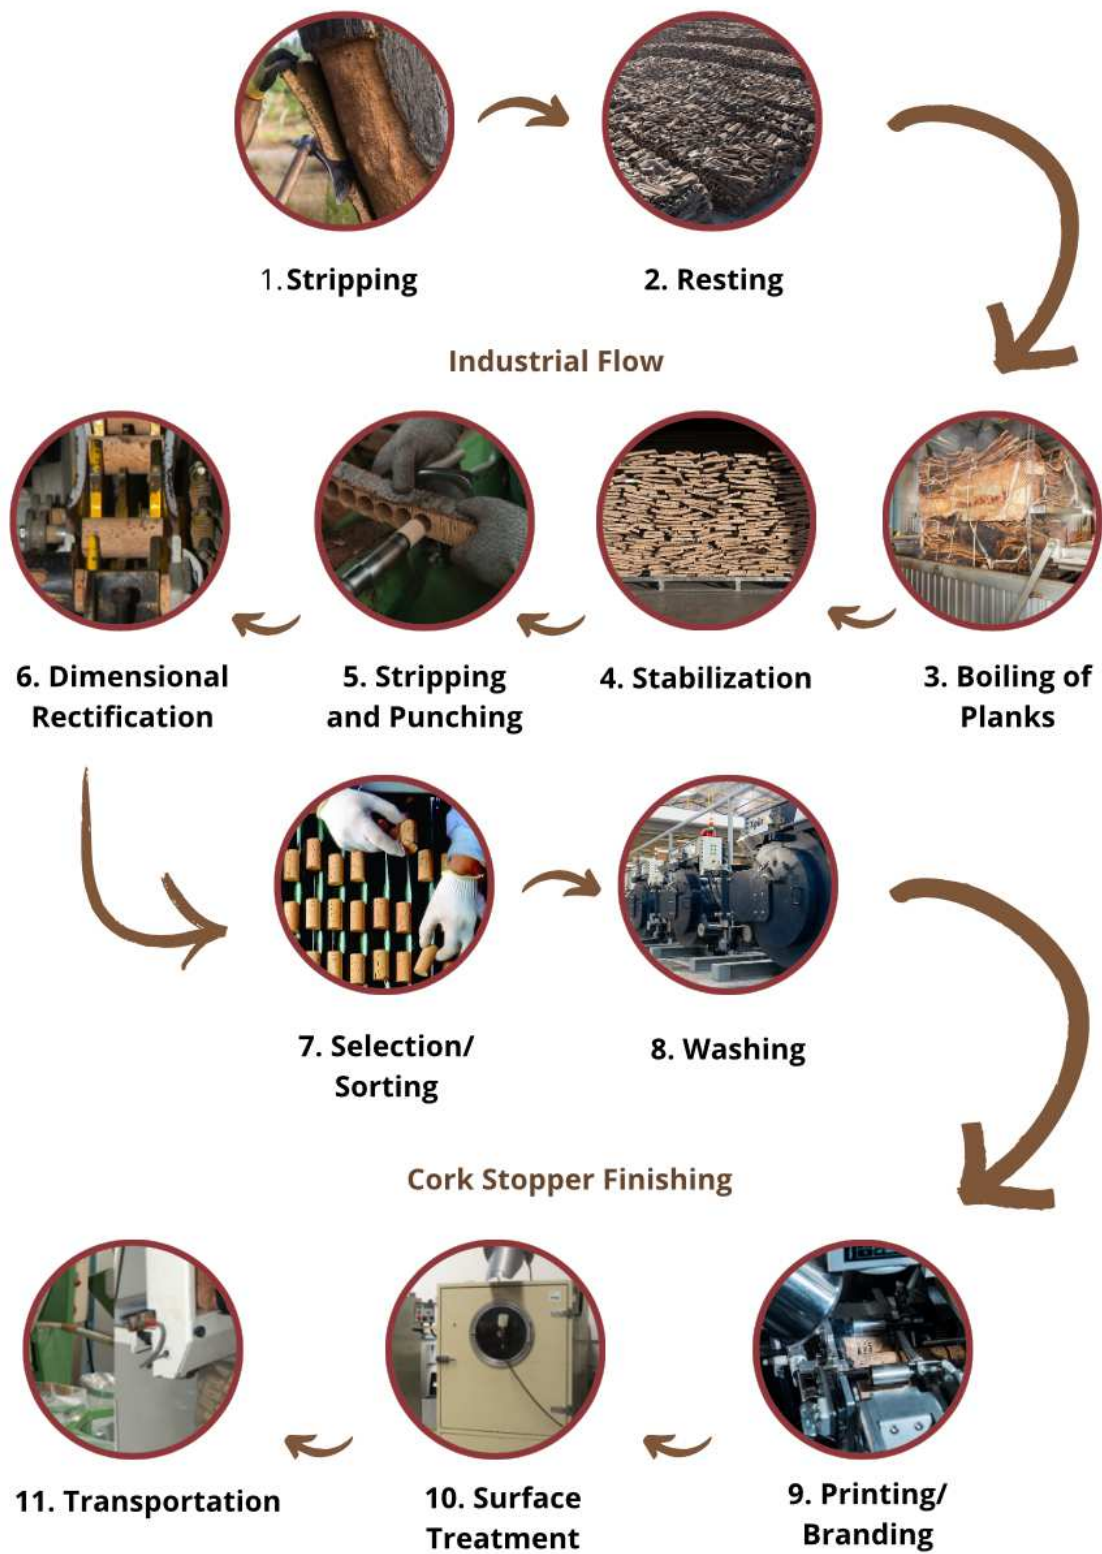 1. Stripping
2. Resting
Industrial Flow
3. Boiling of
Planks
4. Stabilization
5. Stripping
and Punching
6. Dimensional
Rectification
7. Selection/
Sorting
8. Washing
Cork Stopper Finishing
9. Printing/
Branding
10. Surface
Treatment
11. Transportation